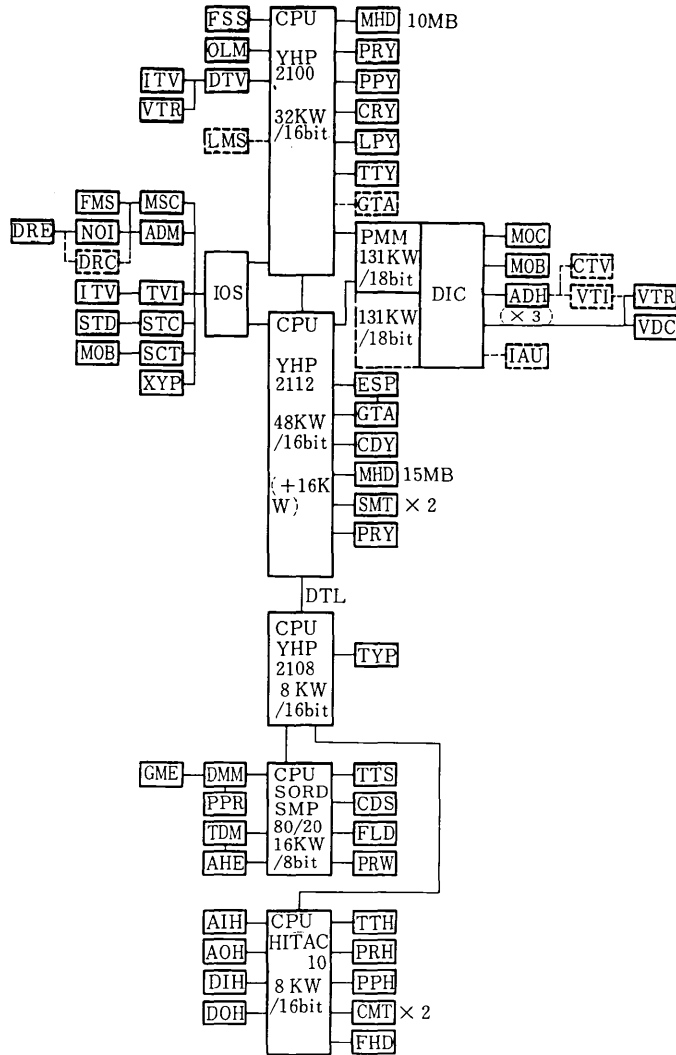 FSS
CPU
MHD 10MB
OLM
YHP
2100
PRY
ITV
DTV
PPY
VTR
32KW
/16bit
CRY
LMS
LPY
TTY
GTA
FMS
MSC
DRE
NOI
ADM
DRC
ITV
TVI
STD
STC
MOB
SCT
XYP
IOS
PMM
131KW
/18bit
131KW
/18bit
DIC
MOC
MOB
CTV
ADH
(×3)
VTI
VTR
VDC
IAU
CPU
YHP
2112
48KW
/16bit
(+16K
W)
ESP
GTA
CDY
MHD 15MB
SMT ×2
PRY
DTL
CPU
YHP
2108
8 KW
/16bit
TYP
GME
DMM
PPR
TDM
AHE
CPU
SORD
SMP
80/20
16KW
/8bit
TTS
CDS
FLD
PRW
AIH
AOH
DIH
DOH
CPU
HITAC
10
8 KW
/16bit
TTH
PRH
PPH
CMT ×2
FHD